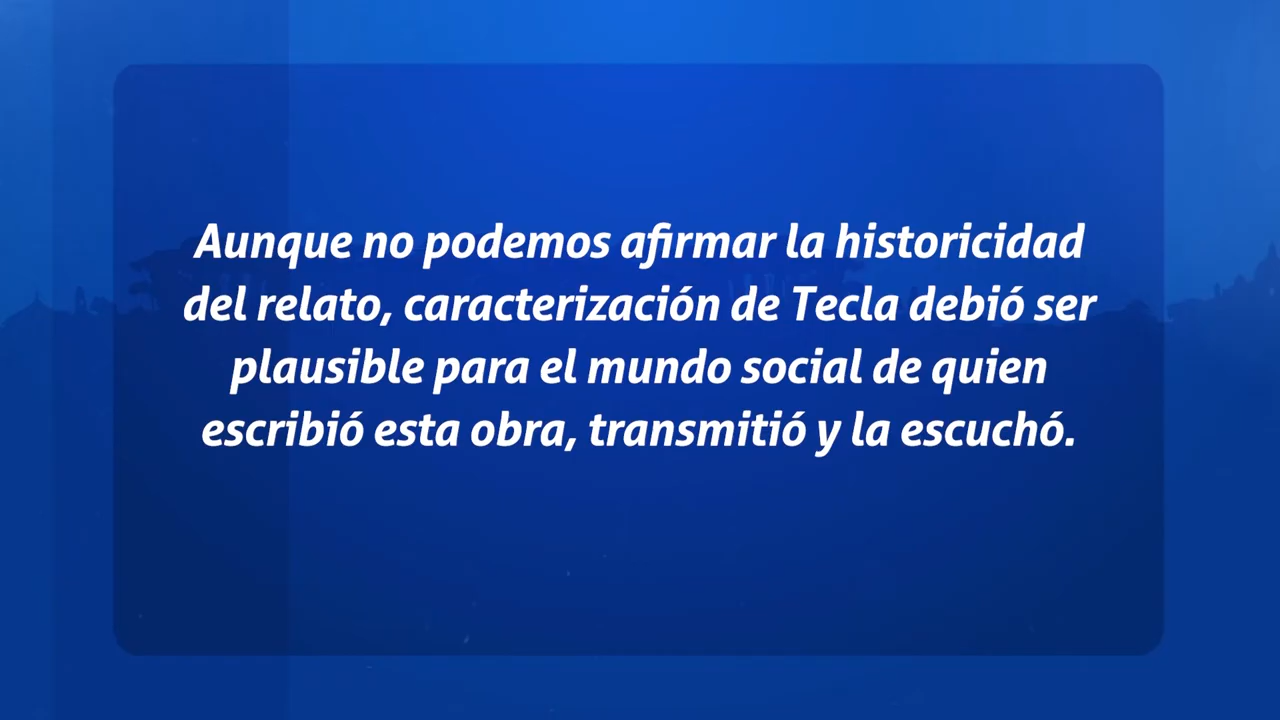 Aunque no podemos afirmar la historicidad
del relato, caracterización de Tecla debió ser
plausible para el mundo social de quien
escribió esta obra, transmitió y la escuchó.